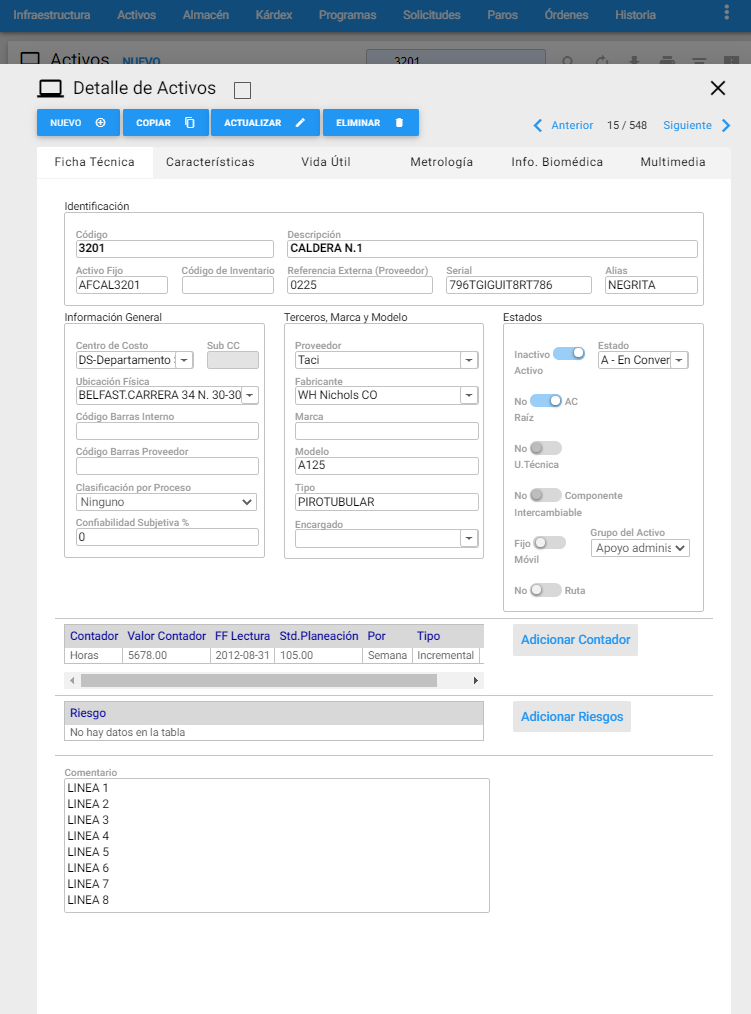 Infraestructura Activos Almacén Kárdex Programas Solicitudes Paros Órdenes Historia
Activos NUEVO 3201
Detalle de Activos
NUEVO COPIAR ACTUALIZAR ELIMINAR
Anterior 15 / 548 Siguiente
Ficha Técnica Características Vida Útil Metrología Info. Biomédica Multimedia
Identificación
Código Descripción
3201 CALDERA N.1
Activo Fijo Código de Inventario Referencia Externa (Proveedor) Serial Alias
AFCAL3201 0225 796TGIGUIT8RT786 NEGRITA
Información General
Centro de Costo Sub CC
DS-Departamento
Ubicación Física
BELFAST.CARRERA 34 N. 30-30
Código Barras Interno
Código Barras Proveedor
Clasificación por Proceso
Ninguno
Confiabilidad Subjetiva %
0
Terceros, Marca y Modelo
Proveedor
Taci
Fabricante
WH Nichols CO
Marca
Modelo
A125
Tipo
PIROTUBULAR
Encargado
Estados
Estado
Inactivo A - En Conver
Activo
No AC
Raíz
No
U.Técnica
No Componente
Intercambiable
Grupo del Activo
Fijo Apoyo adminis
Móvil
No Ruta
Contador Valor Contador FF Lectura Std.Planeación Por Tipo
Horas 5678.00 2012-08-31 105.00 Semana Incremental
Adicionar Contador
Riesgo
No hay datos en la tabla
Adicionar Riesgos
Comentario
LINEA 1
LINEA 2
LINEA 3
LINEA 4
LINEA 5
LINEA 6
LINEA 7
LINEA 8